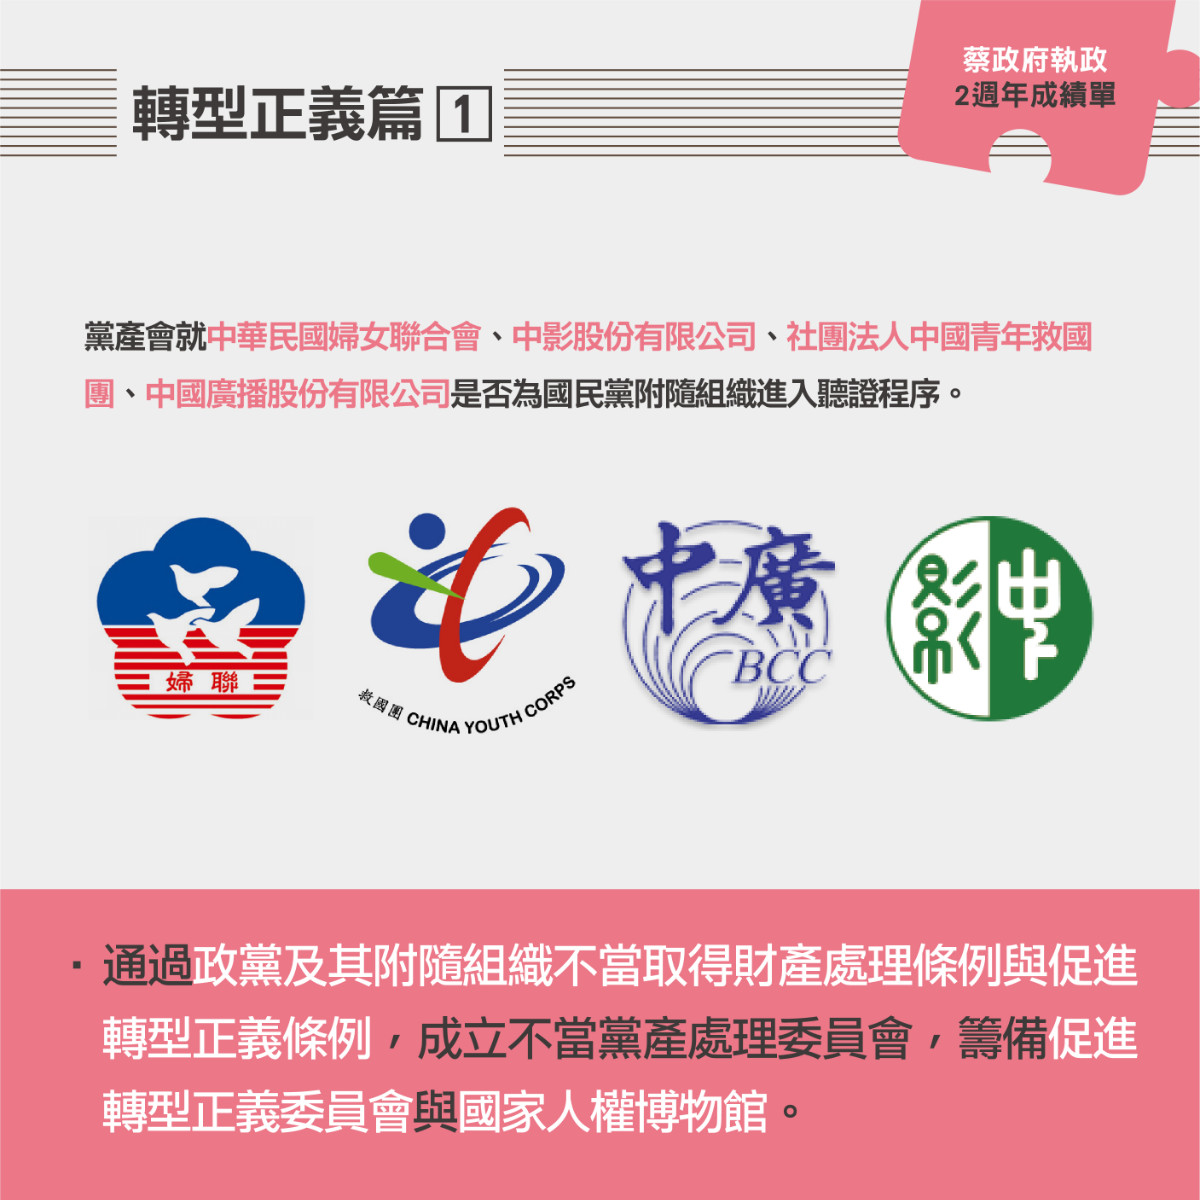 蔡政府執政
2週年成績單
轉型正義篇 1
黨產會就中華民國婦女聯合會、中影股份有限公司、社團法人中國青年救國
團、中國廣播股份有限公司是否為國民黨附隨組織進入聽證程序。
婦聯
救國團 CHINA YOUTH CORPS
中廣
BCC
中影
·通過政黨及其附隨組織不當取得財產處理條例與促進
轉型正義條例，成立不當黨產處理委員會，籌備促進
轉型正義委員會與國家人權博物館。